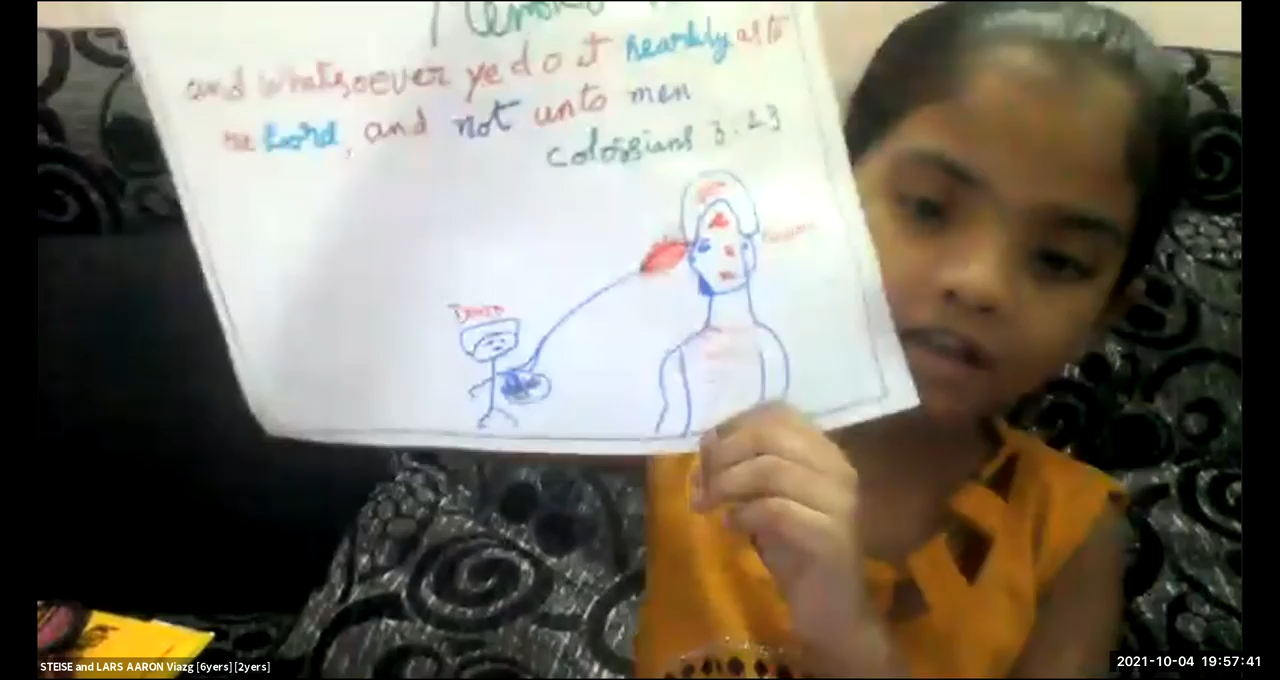 and whatsoever ye do it heartily as to
the Lord, and not unto men
Colossians 3.23
David
STEISE and LARS AARON Viazg [6yers] [2yers]
2021-10-04 19:57:41